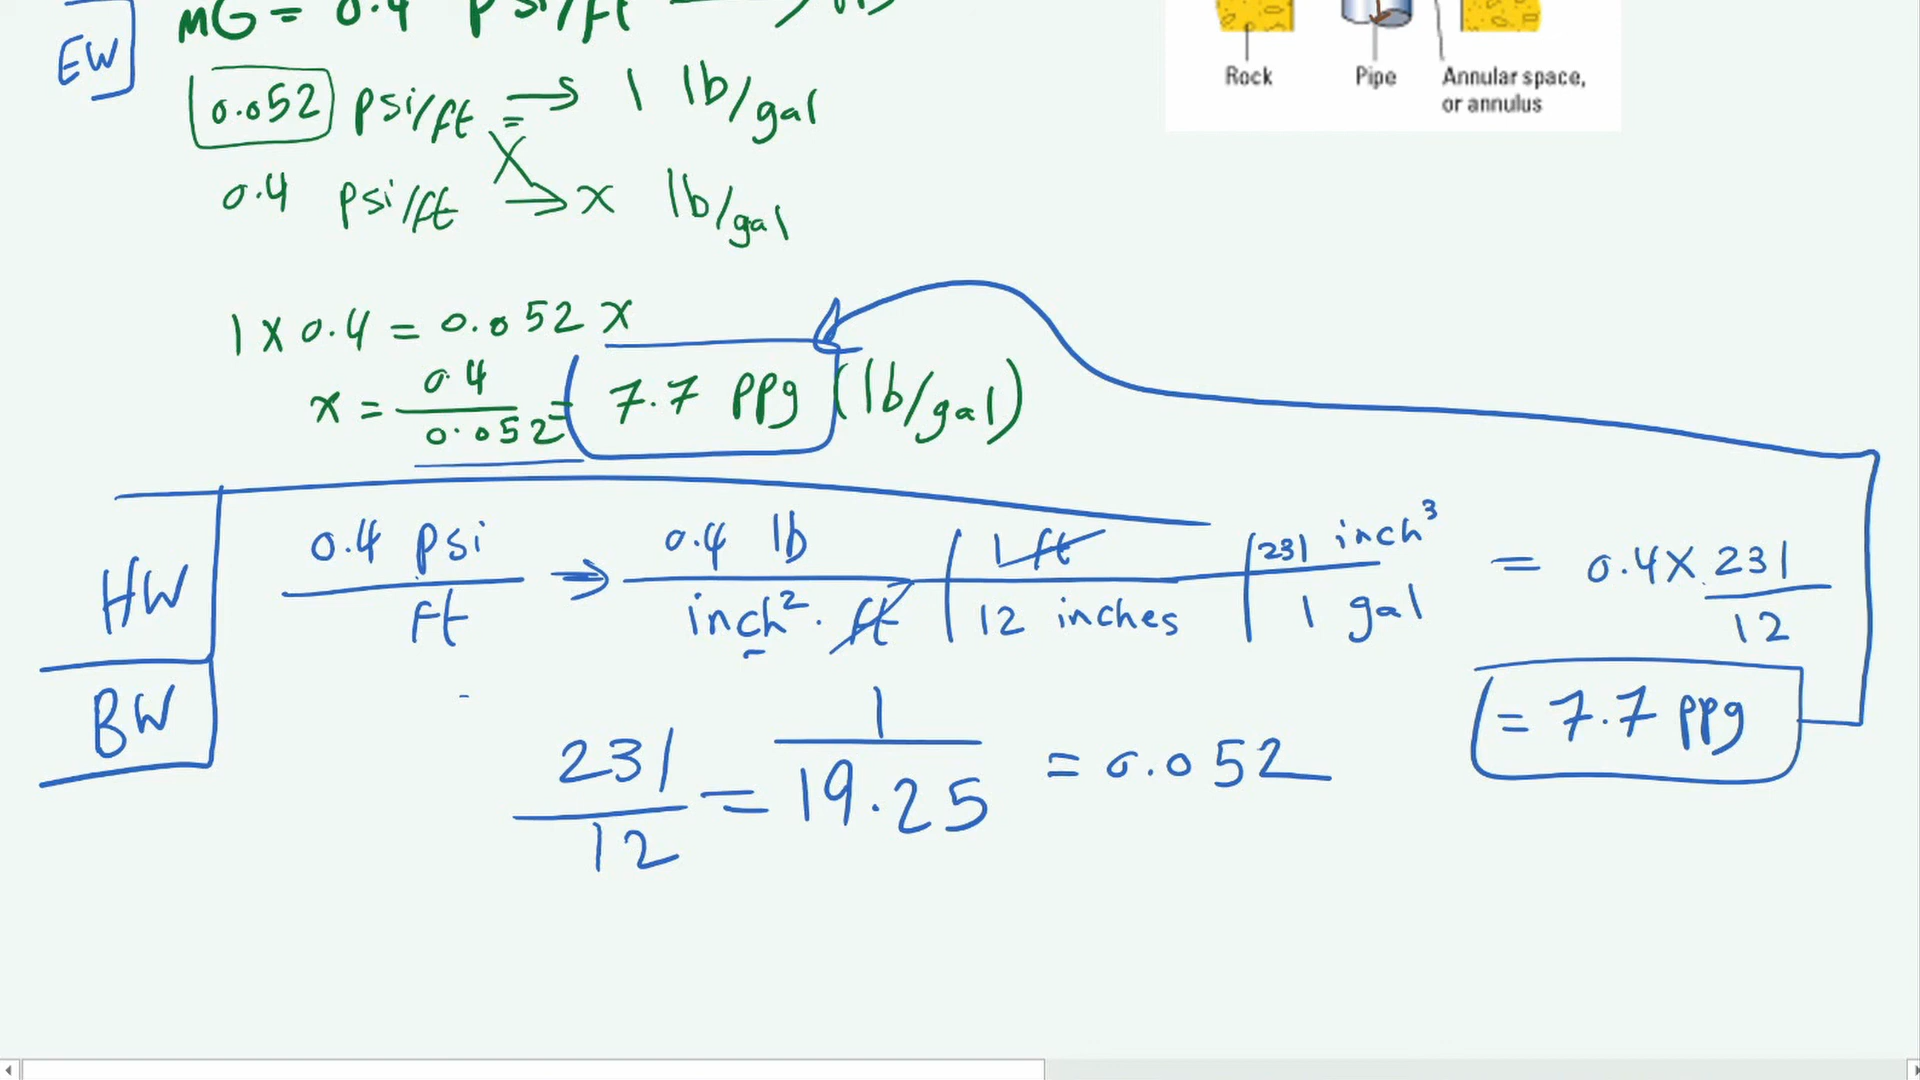 MG = 0.4 psi/ft
EW
0.052 psi/ft => 1 lb/gal
0.4 psi/ft → x lb/gal
Rock
Pipe
Annular space,
or annulus
1 x 0.4 = 0.052 x
x = 0.4/0.052 = 7.7 ppg (lb/gal)
HW
0.4 psi/ft → 0.4 lb/inch². ft | 1 ft/12 inches | 231 inch³/1 gal = 0.4 x 231/12
BW
= 7.7 ppg
231/12 = 1/19.25 = 0.052